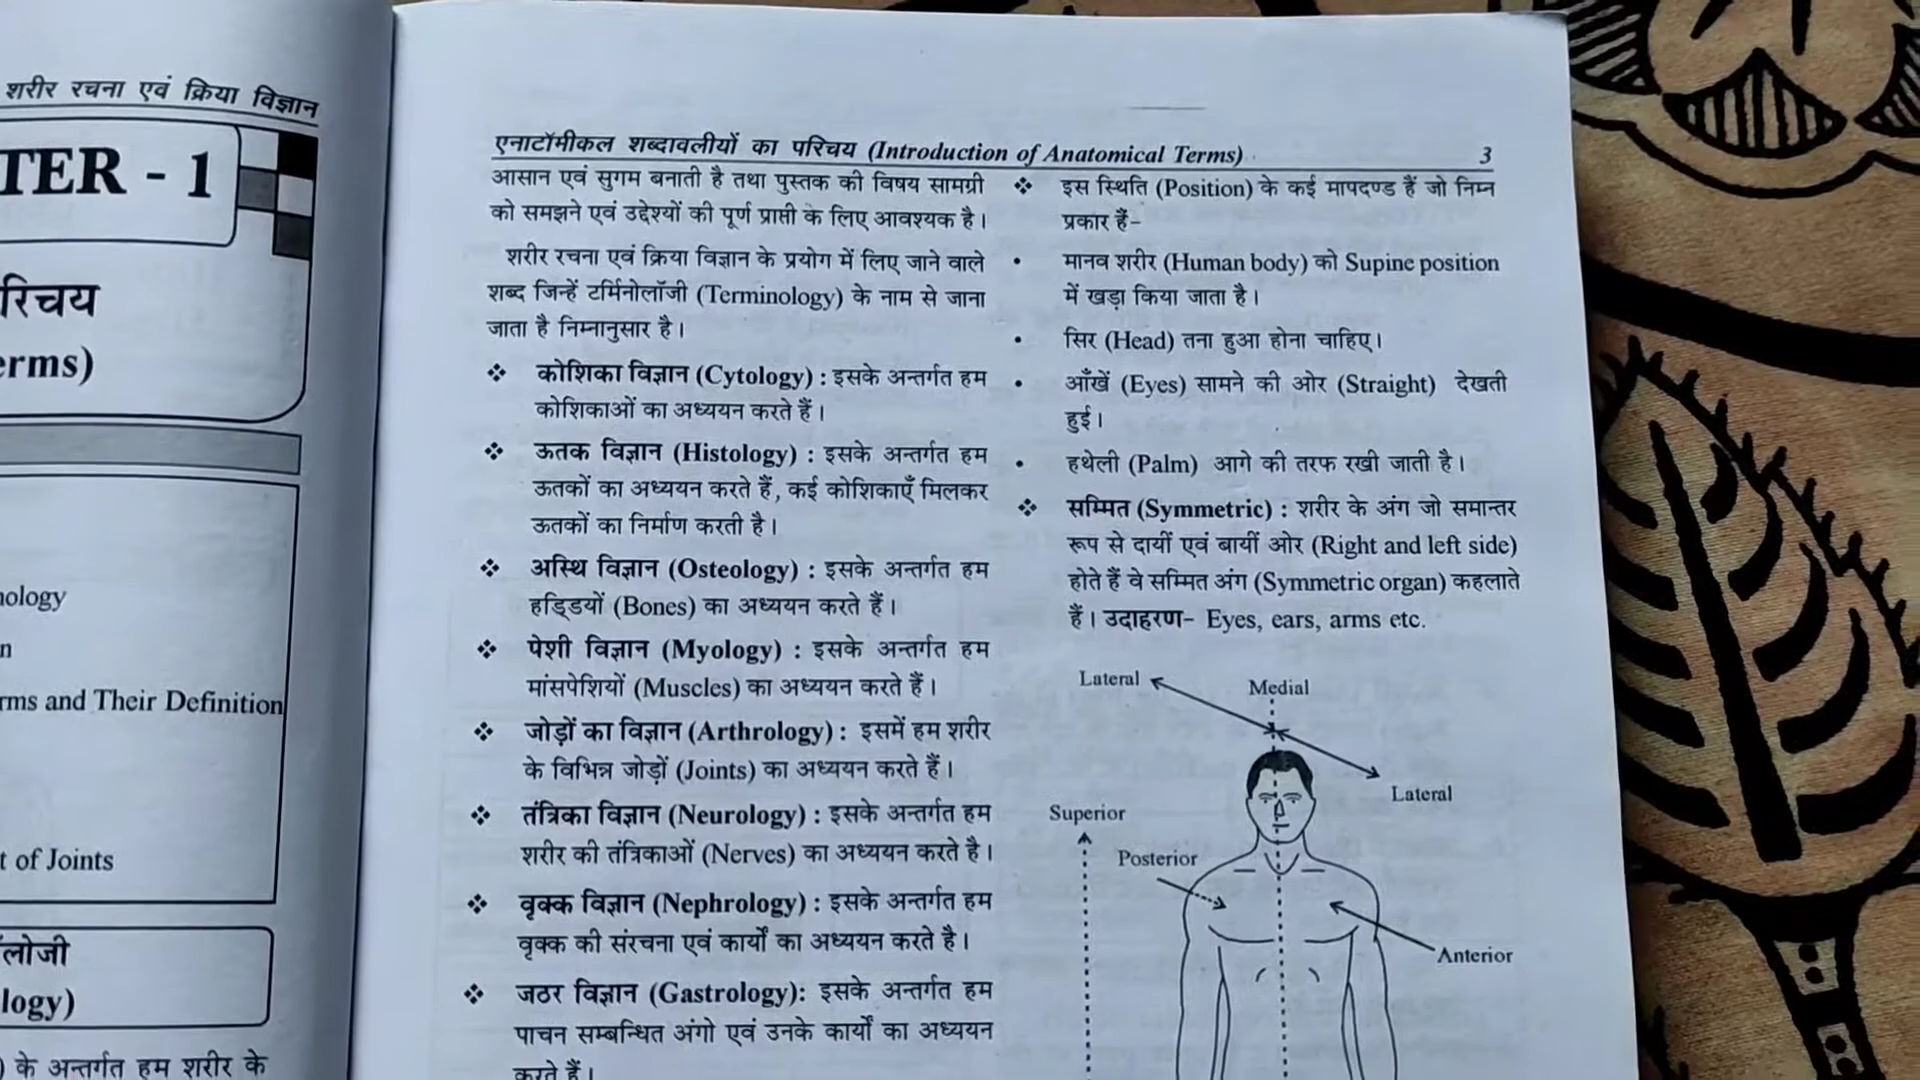 शरीर रचना एवं क्रिया विज्ञान
TER - 1
रिचय
erms)
nology
n
rms and Their Definition
t of Joints
लॉजी
logy)
) के अन्तर्गत हम शरीर के
एनाटॉमीकल शब्दावलीयों का परिचय (Introduction of Anatomical Terms)
3
आसान एवं सुगम बनाती है तथा पुस्तक की विषय सामग्री
को समझने एवं उद्देश्यों की पूर्ण प्राप्ती के लिए आवश्यक है।
शरीर रचना एवं क्रिया विज्ञान के प्रयोग में लिए जाने वाले
शब्द जिन्हें टर्मिनोलॉजी (Terminology) के नाम से जाना
जाता है निम्नानुसार है।
❖ कोशिका विज्ञान (Cytology) : इसके अन्तर्गत हम
कोशिकाओं का अध्ययन करते हैं।
❖ ऊतक विज्ञान (Histology) : इसके अन्तर्गत हम
ऊतकों का अध्ययन करते हैं, कई कोशिकाएँ मिलकर
ऊतकों का निर्माण करती है।
❖ अस्थि विज्ञान (Osteology) : इसके अन्तर्गत हम
हड्डियों (Bones) का अध्ययन करते हैं।
❖ पेशी विज्ञान (Myology) : इसके अन्तर्गत हम
मांसपेशियों (Muscles) का अध्ययन करते हैं।
❖ जोड़ों का विज्ञान (Arthrology) : इसमें हम शरीर
के विभिन्न जोड़ों (Joints) का अध्ययन करते हैं।
❖ तंत्रिका विज्ञान (Neurology) : इसके अन्तर्गत हम
शरीर की तंत्रिकाओं (Nerves) का अध्ययन करते है।
❖ वृक्क विज्ञान (Nephrology) : इसके अन्तर्गत हम
वृक्क की संरचना एवं कार्यों का अध्ययन करते है।
❖ जठर विज्ञान (Gastrology): इसके अन्तर्गत हम
पाचन सम्बन्धित अंगो एवं उनके कार्यों का अध्ययन
करते हैं।
❖ इस स्थिति (Position) के कई मापदण्ड हैं जो निम्न
प्रकार हैं-
• मानव शरीर (Human body) को Supine position
में खड़ा किया जाता है।
• सिर (Head) तना हुआ होना चाहिए।
• आँखें (Eyes) सामने की ओर (Straight) देखती
हुई।
• हथेली (Palm) आगे की तरफ रखी जाती है।
❖ सम्मित (Symmetric) : शरीर के अंग जो समान्तर
रूप से दायीं एवं बायीं ओर (Right and left side)
होते हैं वे सम्मित अंग (Symmetric organ) कहलाते
हैं। उदाहरण- Eyes, ears, arms etc.
Lateral
Medial
Lateral
Superior
Posterior
Anterior